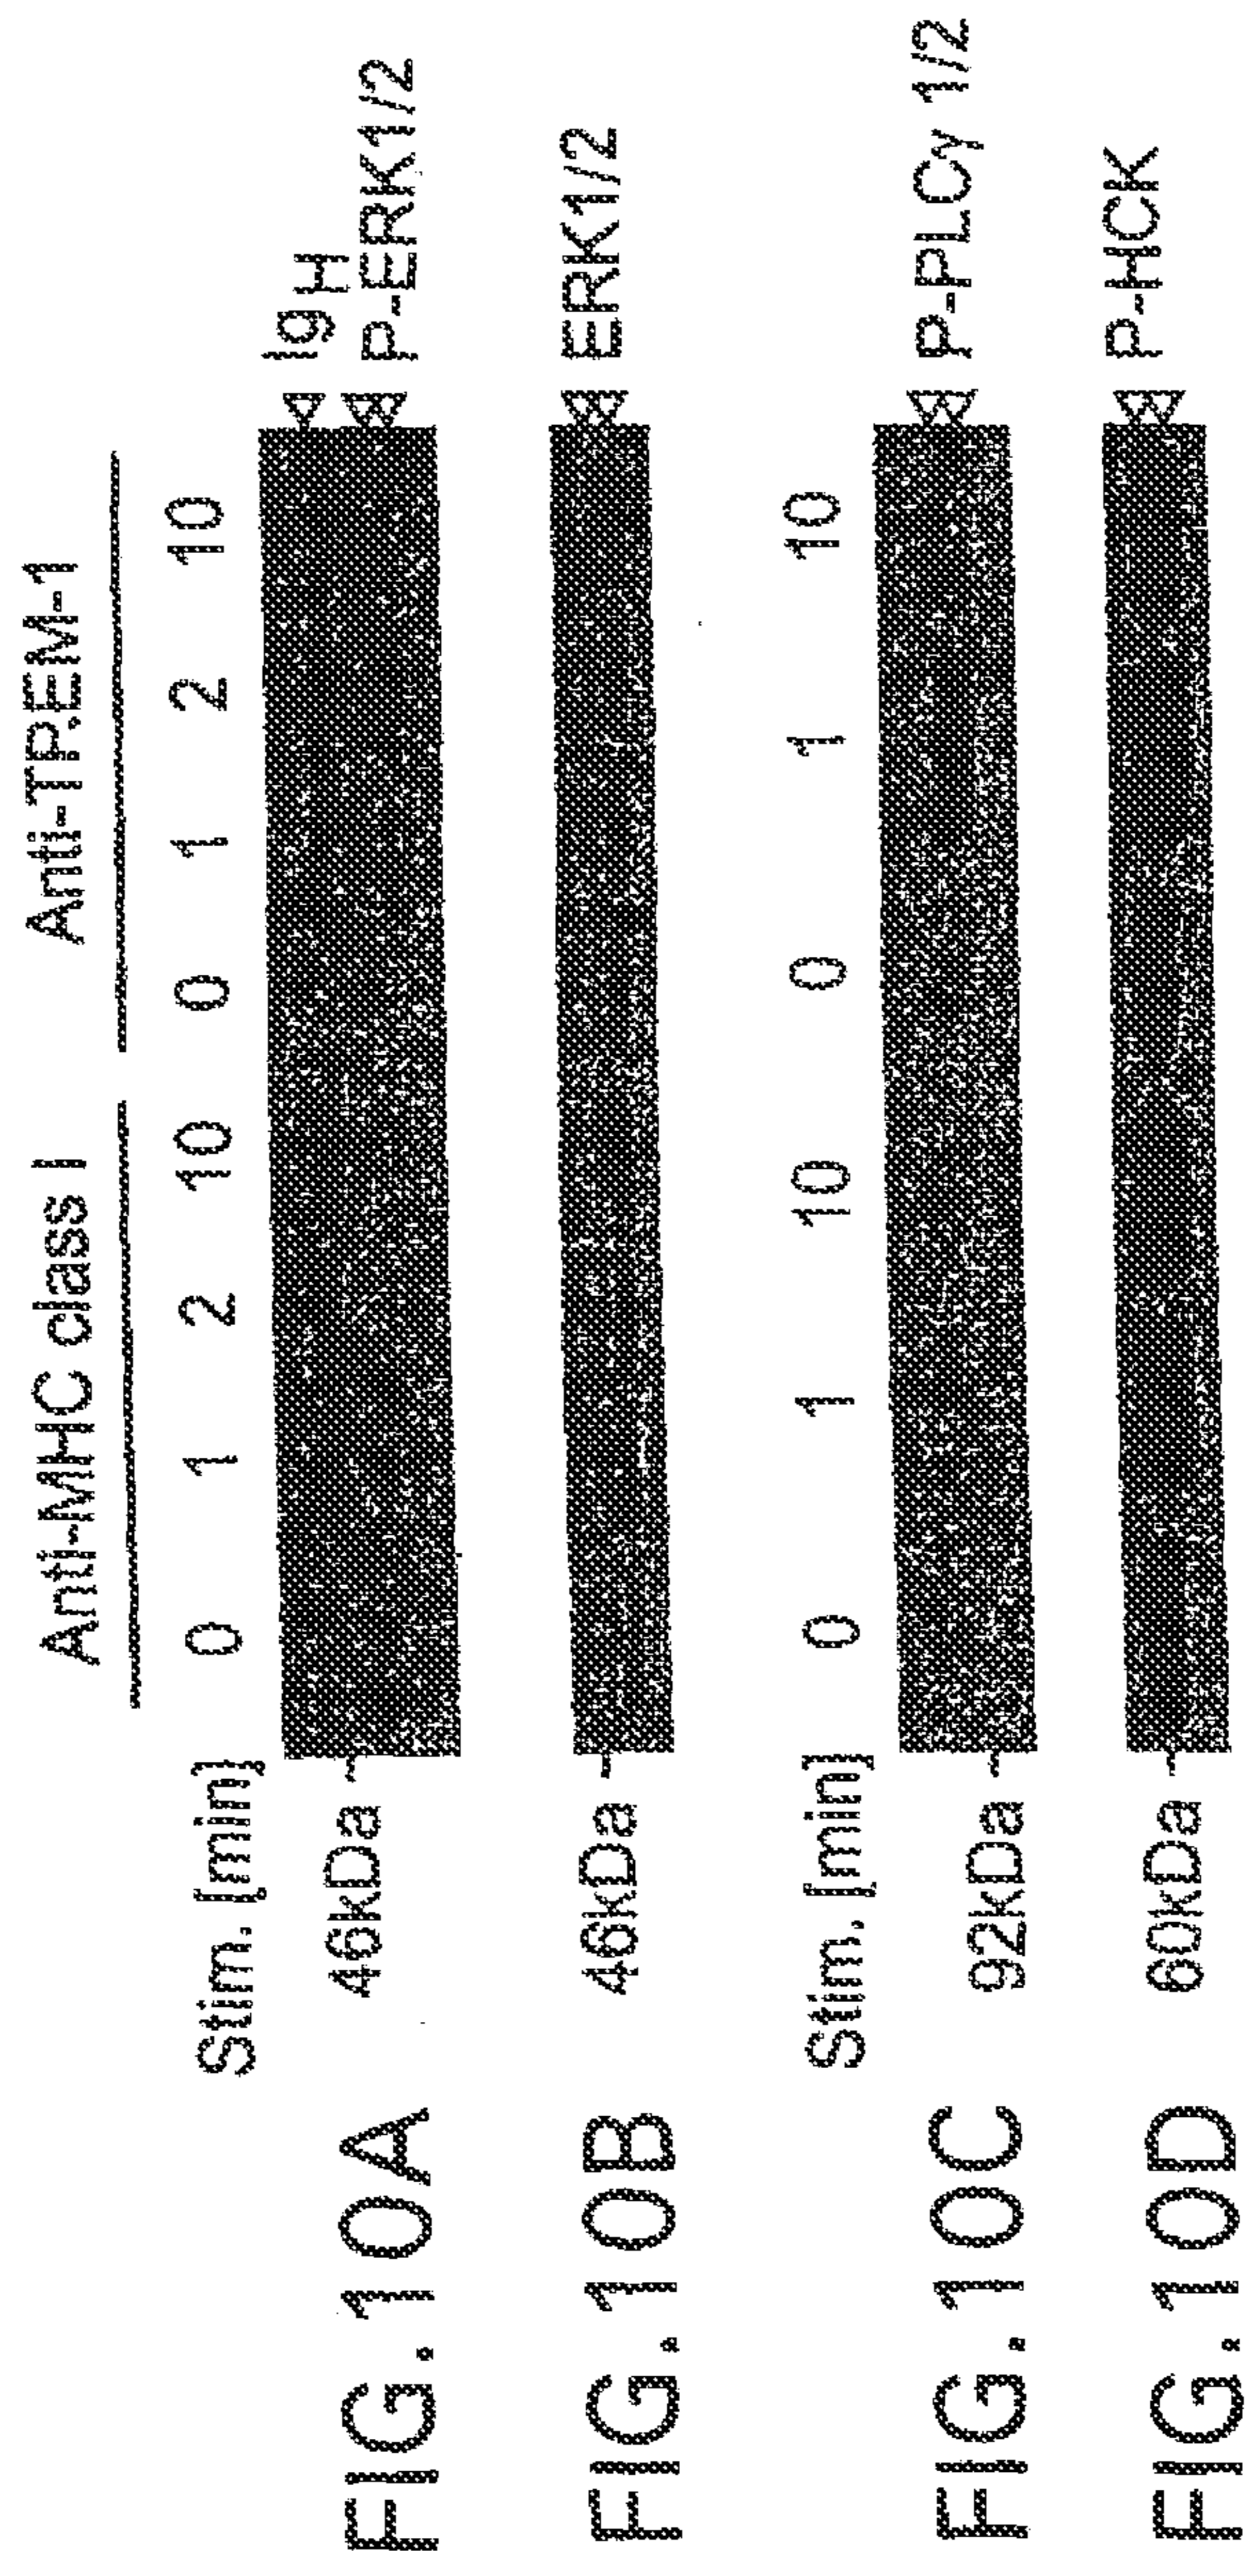 Anti-MHC class I Anti-TREM-1
Stim. [min] 0 1 2 10 0 1 2 10
FIG.10A 46kDa IgH
P-ERK1/2
FIG.10B 46kDa ERK1/2
Stim. [min] 0 1 10 0 1 10
FIG.10C 92kDa P-PLCγ 1/2
FIG.10D 60kDa P-HCK